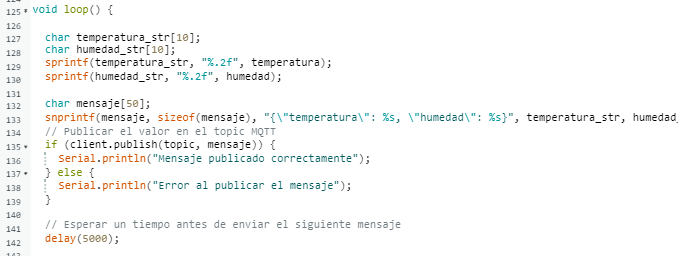 125 void loop() {
126
127 char temperatura_str[10];
128 char humedad_str[10];
129 sprintf(temperatura_str, "%.2f", temperatura);
130 sprintf(humedad_str, "%.2f", humedad);
131
132 char mensaje[50];
133 snprintf(mensaje, sizeof(mensaje), "{\"temperatura\": %s, \"humedad\": %s}", temperatura_str, humedad_
134 // Publicar el valor en el topic MQTT
135 if (client.publish(topic, mensaje)) {
136 Serial.println("Mensaje publicado correctamente");
137 } else {
138 Serial.println("Error al publicar el mensaje");
139 }
140
141 // Esperar un tiempo antes de enviar el siguiente mensaje
142 delay(5000);